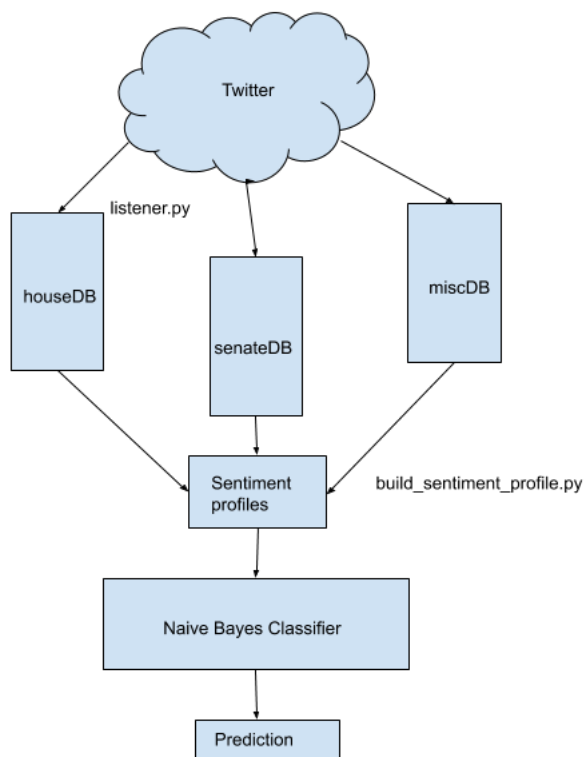 Twitter
listener.py
houseDB
senateDB
miscDB
Sentiment
profiles
build_sentiment_profile.py
Naive Bayes Classifier
Prediction